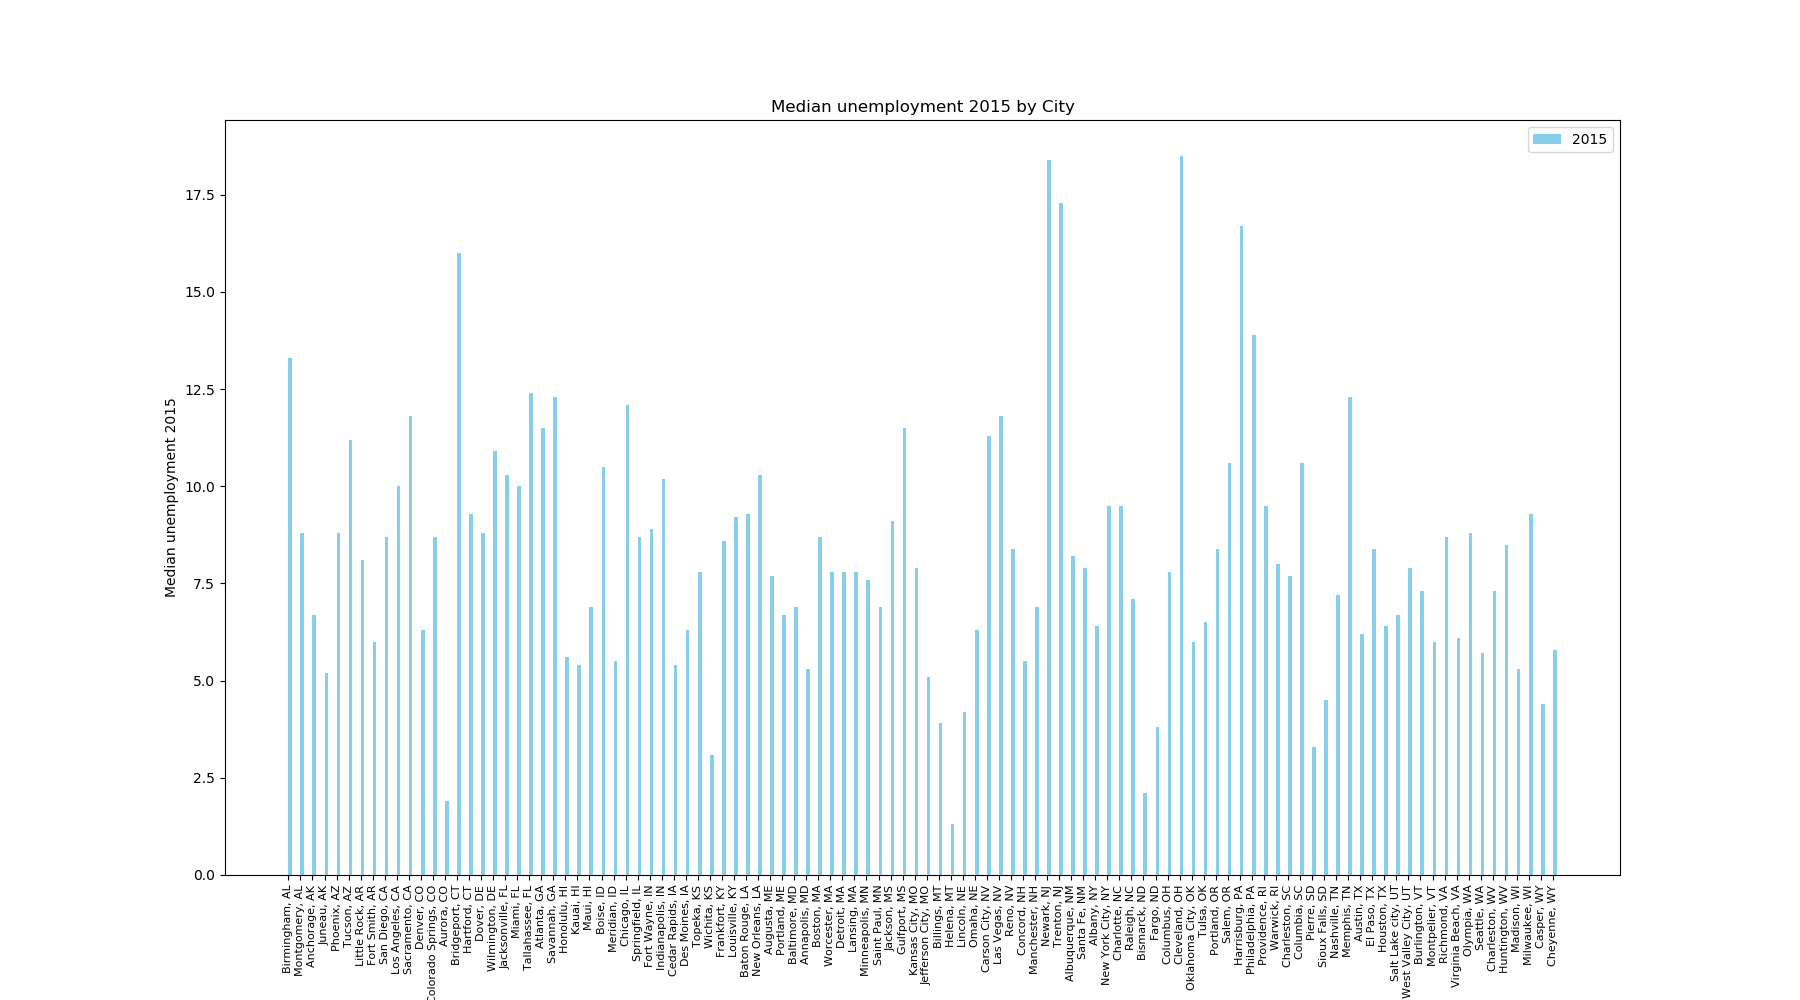 Median unemployment 2015 by City
2015
Median unemployment 2015
17.5
15.0
12.5
10.0
7.5
5.0
2.5
0.0
Birmingham, AL
Montgomery, AL
Anchorage, AK
Juneau, AK
Phoenix, AZ
Tucson, AZ
Little Rock, AR
Fort Smith, AR
San Diego, CA
Los Angeles, CA
Sacramento, CA
Denver, CO
Colorado Springs, CO
Aurora, CO
Bridgeport, CT
Hartford, CT
Dover, DE
Wilmington, DE
Jacksonville, FL
Miami, FL
Tallahassee, FL
Atlanta, GA
Savannah, GA
Honolulu, HI
Kauai, HI
Maui, HI
Boise, ID
Meridian, ID
Chicago, IL
Springfield, IL
Fort Wayne, IN
Indianapolis, IN
Cedar Rapids, IA
Des Moines, IA
Topeka, KS
Wichita, KS
Frankfort, KY
Louisville, KY
Baton Rouge, LA
New Orleans, LA
Augusta, ME
Portland, ME
Baltimore, MD
Annapolis, MD
Boston, MA
Worcester, MA
Detroit, MA
Lansing, MA
Minneapolis, MN
Saint Paul, MN
Jackson, MS
Gulfport, MS
Kansas City, MO
Jefferson City, MO
Billings, MT
Helena, MT
Lincoln, NE
Omaha, NE
Carson City, NV
Las Vegas, NV
Reno, NV
Concord, NH
Manchester, NH
Newark, NJ
Trenton, NJ
Albuquerque, NM
Santa Fe, NM
Albany, NY
New York City, NY
Charlotte, NC
Raleigh, NC
Bismarck, ND
Fargo, ND
Columbus, OH
Cleveland, OH
Oklahoma City, OK
Tulsa, OK
Portland, OR
Salem, OR
Harrisburg, PA
Philadelphia, PA
Providence, RI
Warwick, RI
Charleston, SC
Columbia, SC
Pierre, SD
Sioux Falls, SD
Nashville, TN
Memphis, TN
Austin, TX
El Paso, TX
Houston, TX
Salt Lake city, UT
West Valley City, UT
Burlington, VT
Montpelier, VT
Richmond, VA
Virginia Beach, VA
Olympia, WA
Seattle, WA
Charleston, WV
Huntington, WV
Madison, WI
Milwaukee, WI
Casper, WY
Cheyenne, WY